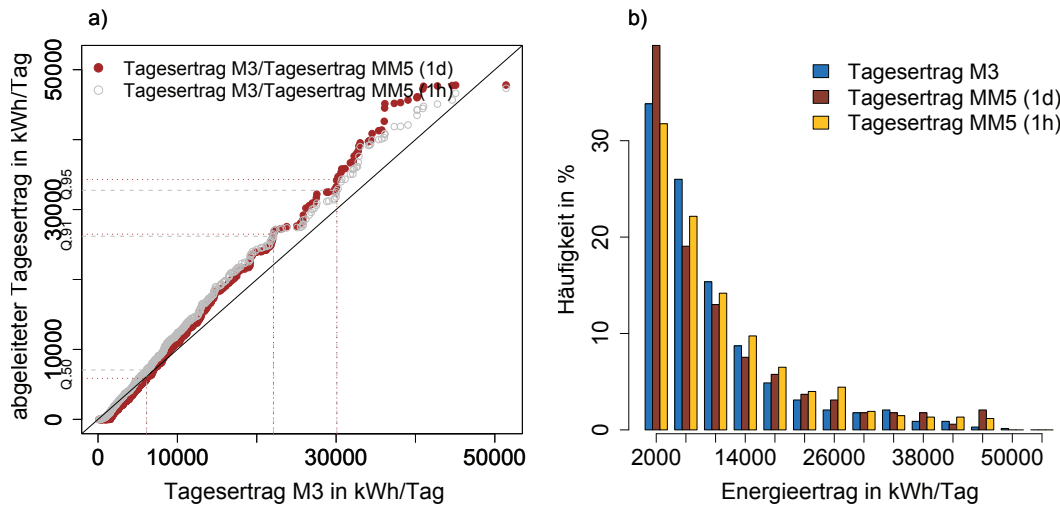 a)
Tagesertrag M3/Tagesertrag MM5 (1d)
Tagesertrag M3/Tagesertrag MM5 (1h)
abgeleiter Tagesertrag in kWh/Tag
50000
30000
10000
0
Q.95
Q.91
Q.50
0 10000 30000 50000
Tagesertrag M3 in kWh/Tag
b)
Tagesertrag M3
Tagesertrag MM5 (1d)
Tagesertrag MM5 (1h)
Häufigkeit in %
30
20
10
0
2000 14000 26000 38000 50000
Energieertrag in kWh/Tag